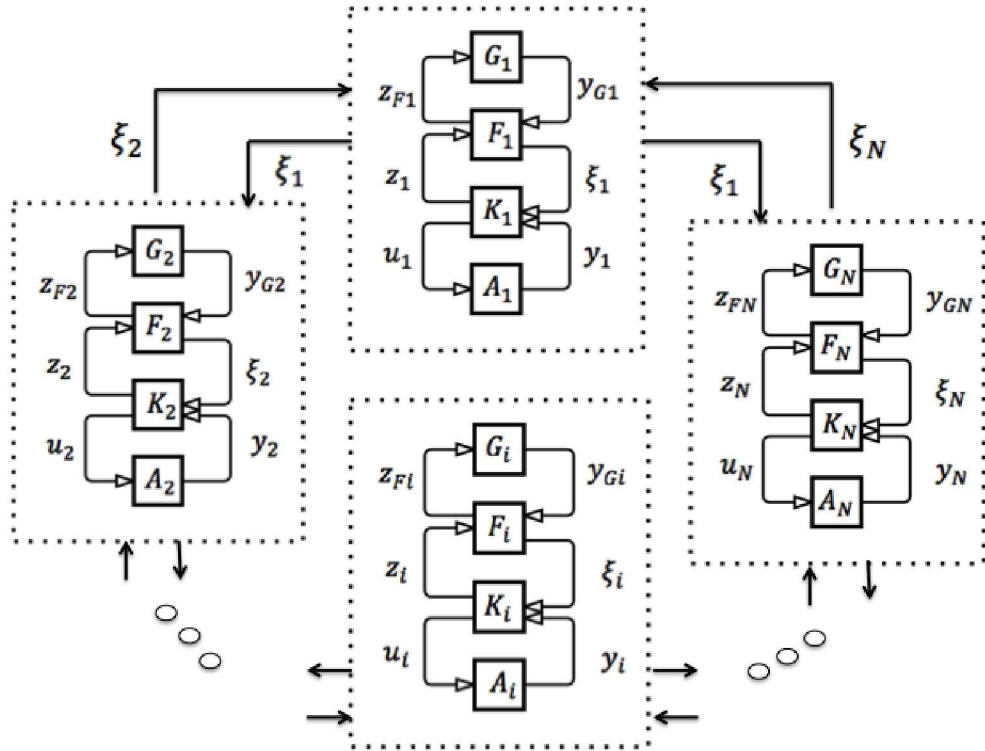 G₁
z_F1
y_G1
F₁
z₁
ξ₁
K₁
u₁
y₁
A₁
ξ₂
ξ₁
ξ₁
ξ_N
G₂
z_F2
y_G2
F₂
z₂
ξ₂
K₂
u₂
y₂
A₂
G_i
z_Fi
y_Gi
F_i
z_i
ξ_i
K_i
u_i
y_i
A_i
G_N
z_FN
y_GN
F_N
z_N
ξ_N
K_N
u_N
y_N
A_N